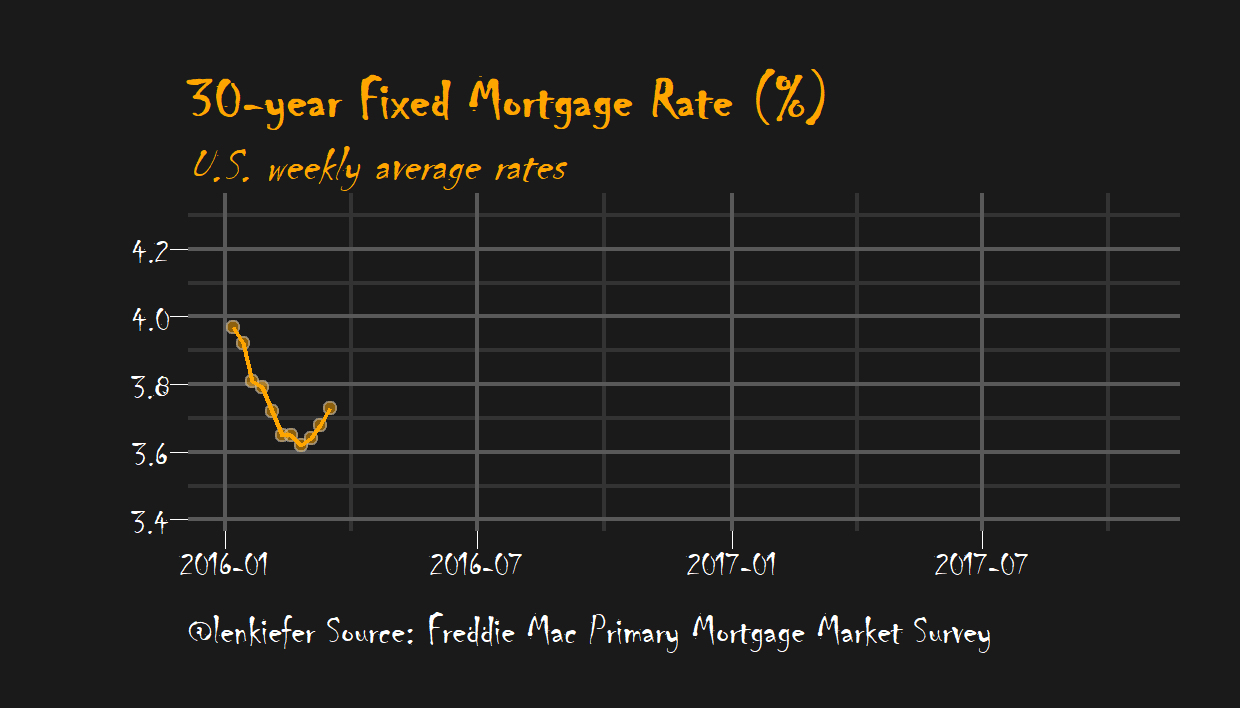 30-year Fixed Mortgage Rate (%)
U.S. weekly average rates
4.2
4.0
3.8
3.6
3.4
2016-01 2016-07 2017-01 2017-07
@lenkiefer Source: Freddie Mac Primary Mortgage Market Survey